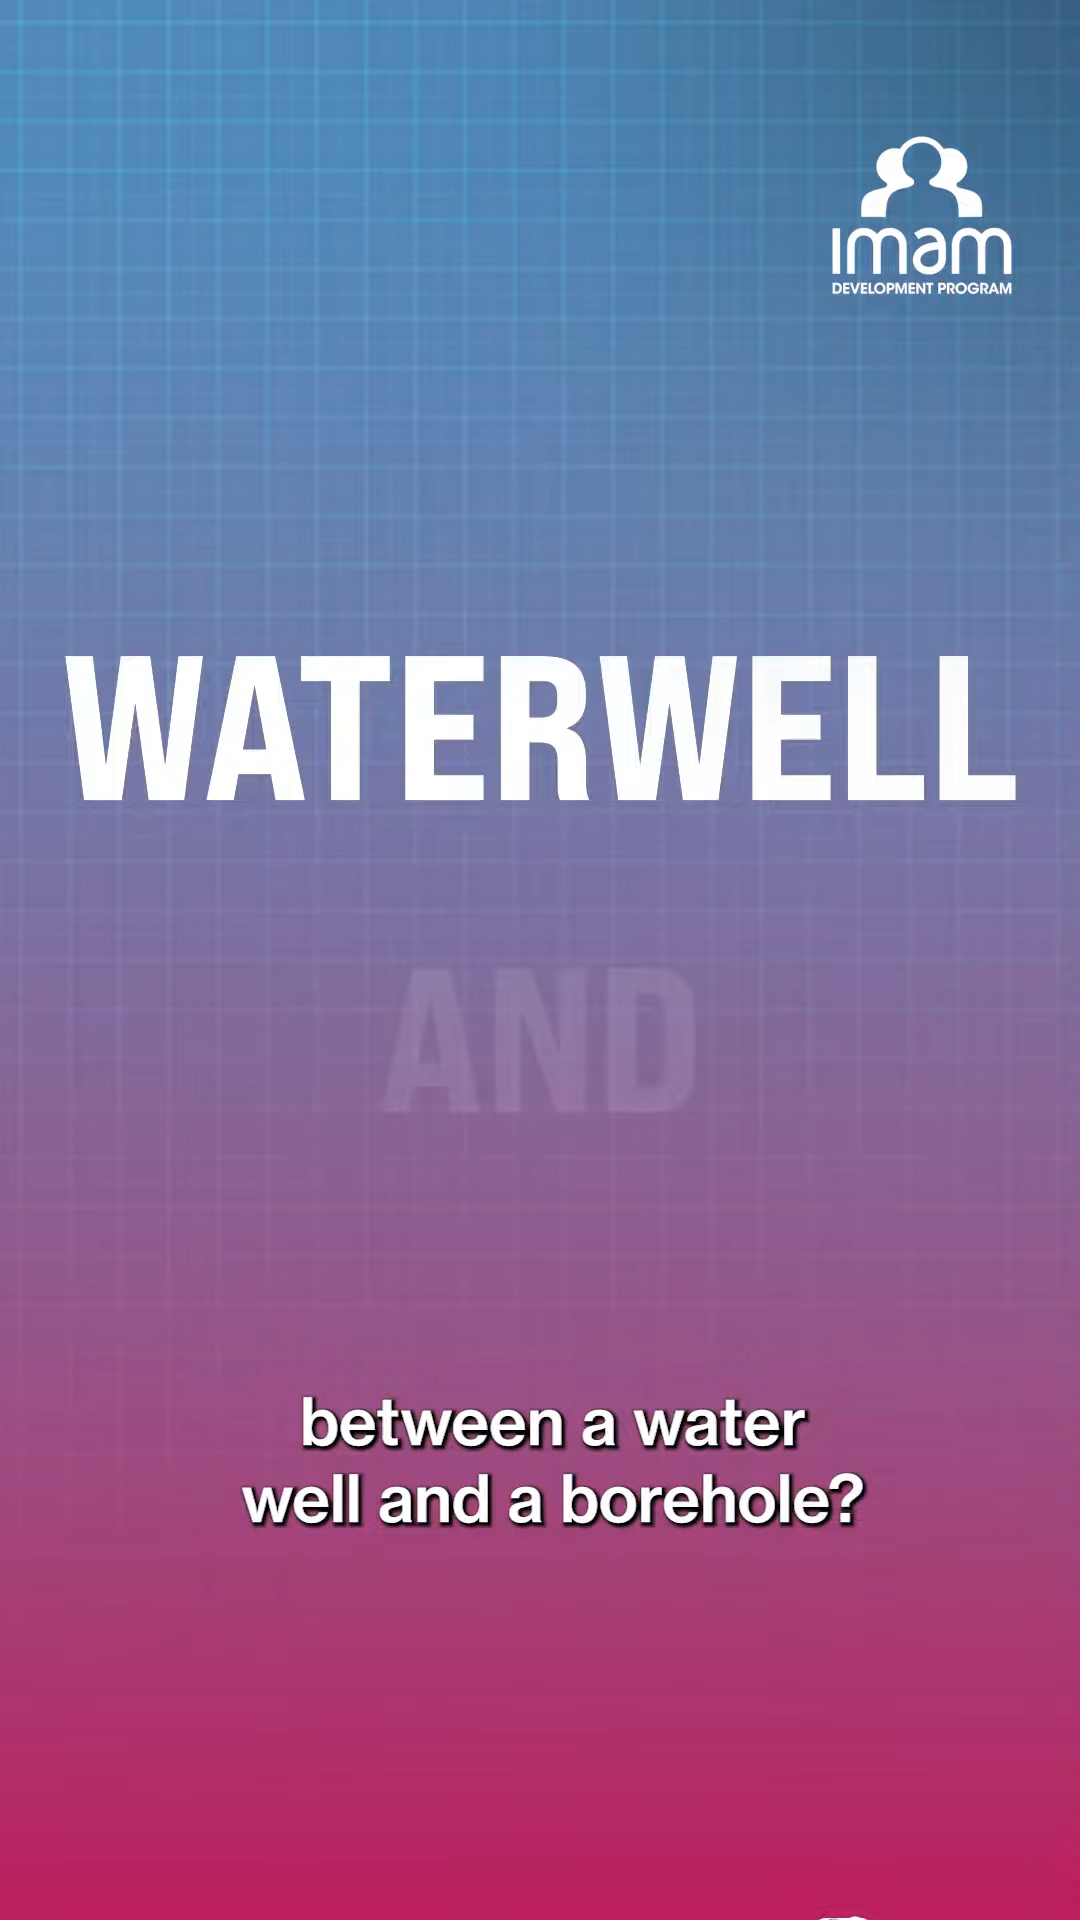 imam
DEVELOPMENT PROGRAM
WATERWELL
AND
between a water
well and a borehole?